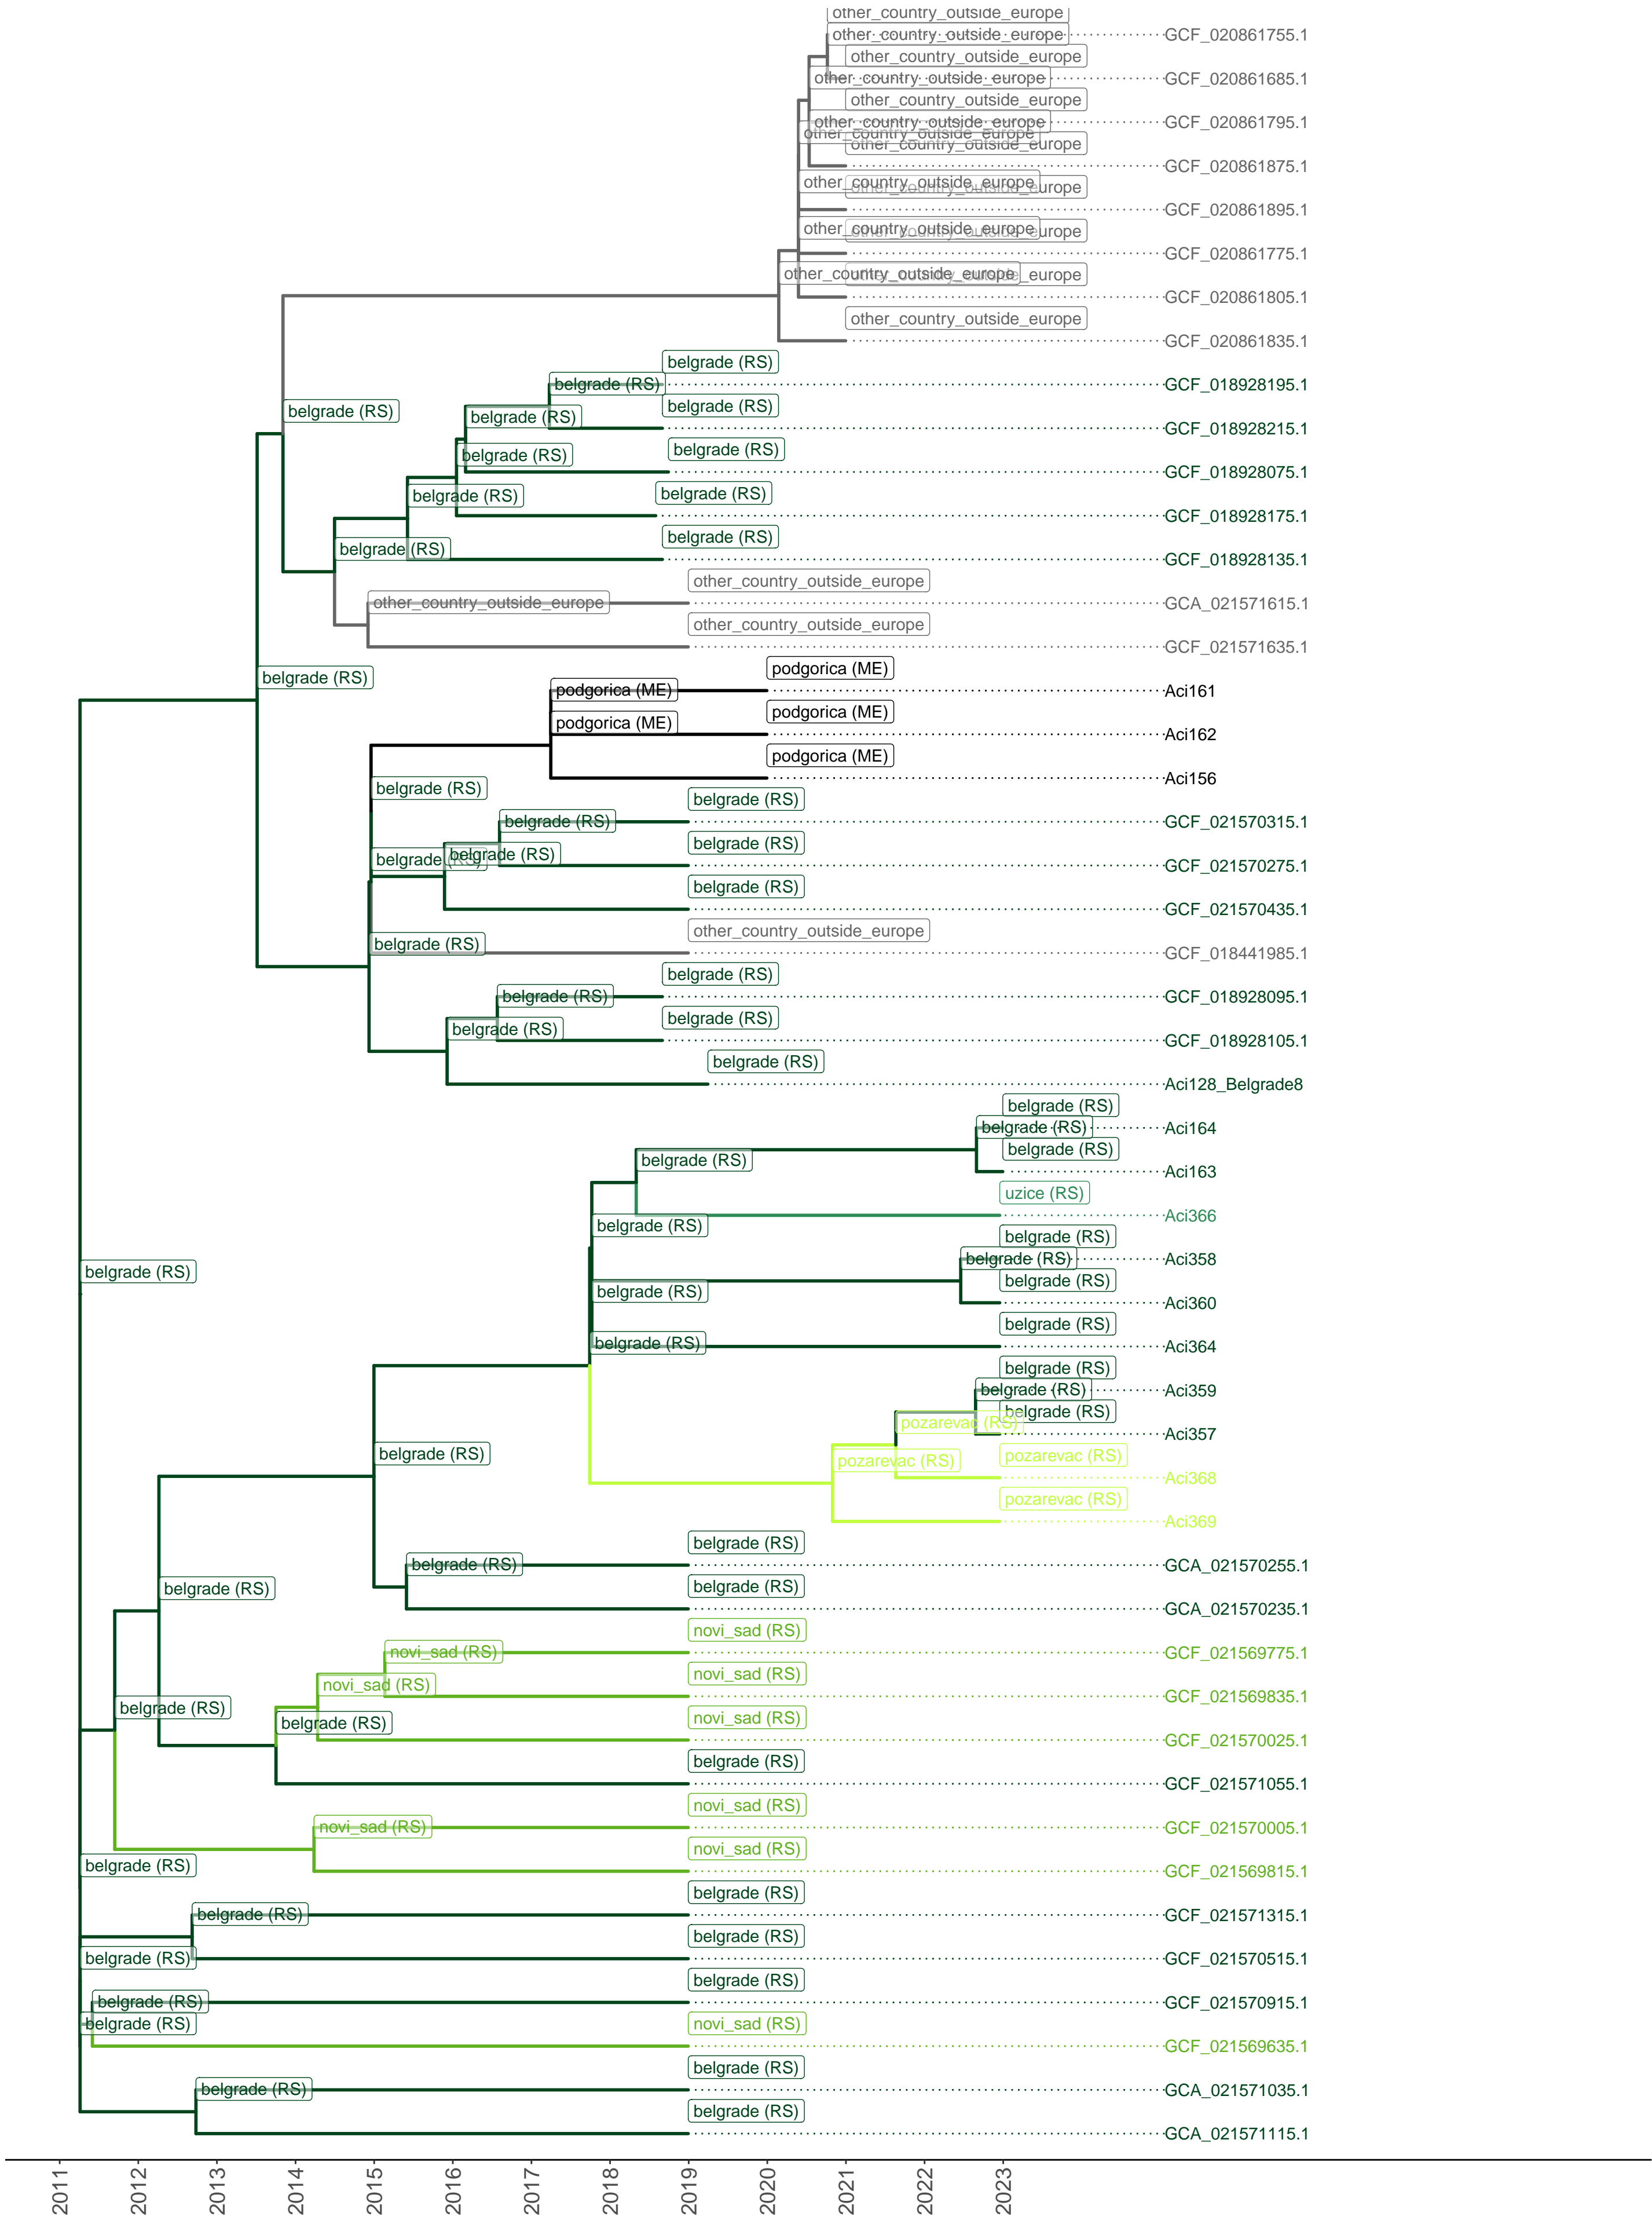 other_country_outside_europe
other_country_outside_europe GCF_020861755.1
other_country_outside_europe
other_country_outside_europe GCF_020861685.1
other_country_outside_europe
other_country_outside_europe GCF_020861795.1
other_country_outside_europe
other_country_outside_europe
GCF_020861875.1
other_country_outside_europe other_country_outside_europe
GCF_020861895.1
other_country_outside_europe other_country_outside_europe
GCF_020861775.1
other_country_outside_europe other_country_outside_europe
GCF_020861805.1
other_country_outside_europe
GCF_020861835.1
belgrade (RS)
belgrade (RS) GCF_018928195.1
belgrade (RS) belgrade (RS)
belgrade (RS) GCF_018928215.1
belgrade (RS)
belgrade (RS) GCF_018928075.1
belgrade (RS) belgrade (RS)
GCF_018928175.1
belgrade (RS)
belgrade (RS) GCF_018928135.1
other_country_outside_europe
other_country_outside_europe GCA_021571615.1
other_country_outside_europe
GCF_021571635.1
podgorica (ME)
belgrade (RS)
podgorica (ME) Aci161
podgorica (ME)
podgorica (ME) Aci162
podgorica (ME)
Aci156
belgrade (RS) belgrade (RS)
belgrade (RS) GCF_021570315.1
belgrade (RS)
belgrade (RS) belgrade (RS) GCF_021570275.1
belgrade (RS)
GCF_021570435.1
other_country_outside_europe
belgrade (RS) GCF_018441985.1
belgrade (RS)
belgrade (RS) GCF_018928095.1
belgrade (RS)
belgrade (RS) GCF_018928105.1
belgrade (RS)
Aci128_Belgrade8
belgrade (RS)
belgrade (RS) Aci164
belgrade (RS)
belgrade (RS) Aci163
uzice (RS)
Aci366
belgrade (RS)
belgrade (RS)
belgrade (RS) Aci358
belgrade (RS) belgrade (RS)
belgrade (RS) Aci360
belgrade (RS)
belgrade (RS) Aci364
belgrade (RS)
belgrade (RS) Aci359
belgrade (RS)
pozarevac (RS) Aci357
belgrade (RS) pozarevac (RS)
pozarevac (RS) Aci368
pozarevac (RS)
Aci369
belgrade (RS)
belgrade (RS) GCA_021570255.1
belgrade (RS) belgrade (RS)
GCA_021570235.1
novi_sad (RS)
novi_sad (RS) GCF_021569775.1
novi_sad (RS)
novi_sad (RS) GCF_021569835.1
belgrade (RS) novi_sad (RS)
belgrade (RS) GCF_021570025.1
belgrade (RS)
GCF_021571055.1
novi_sad (RS)
novi_sad (RS) GCF_021570005.1
novi_sad (RS)
belgrade (RS) GCF_021569815.1
belgrade (RS)
belgrade (RS) GCF_021571315.1
belgrade (RS)
belgrade (RS) GCF_021570515.1
belgrade (RS)
belgrade (RS) GCF_021570915.1
belgrade (RS) novi_sad (RS)
GCF_021569635.1
belgrade (RS)
belgrade (RS) GCA_021571035.1
belgrade (RS)
GCA_021571115.1
2011 2012 2013 2014 2015 2016 2017 2018 2019 2020 2021 2022 2023